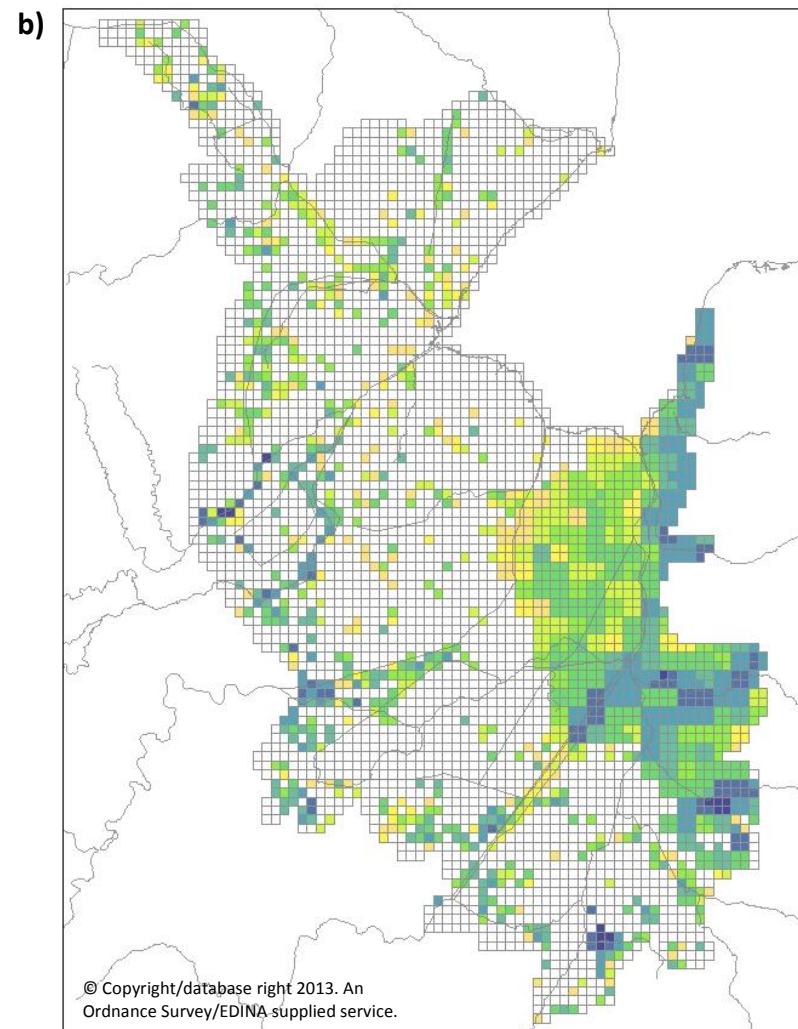 b)
© Copyright/database right 2013. An
Ordnance Survey/EDINA supplied service.